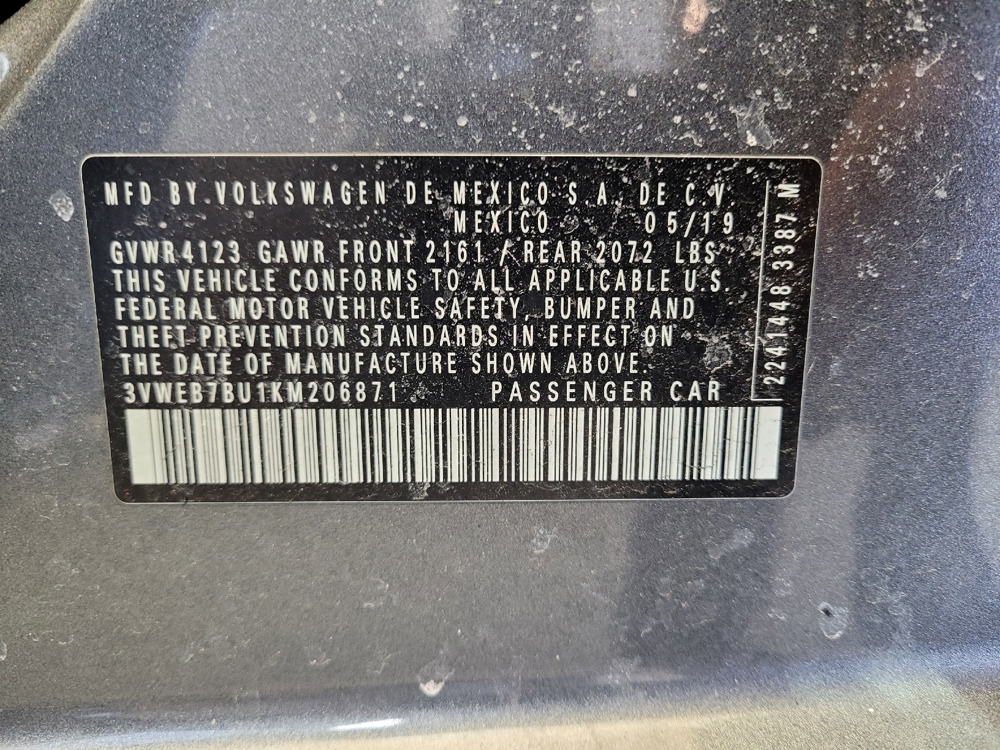 MFD BY.VOLKSWAGEN DE MEXICO S.A. DE C.V.
MEXICO 05/19
GVWR4123 GAWR FRONT 2161 / REAR 2072 LBS
THIS VEHICLE CONFORMS TO ALL APPLICABLE U.S.
FEDERAL MOTOR VEHICLE SAFETY, BUMPER AND
THEFT PREVENTION STANDARDS IN EFFECT ON
THE DATE OF MANUFACTURE SHOWN ABOVE.
3VWEB7BU1KM206871 PASSENGER CAR
2241448 3387 M